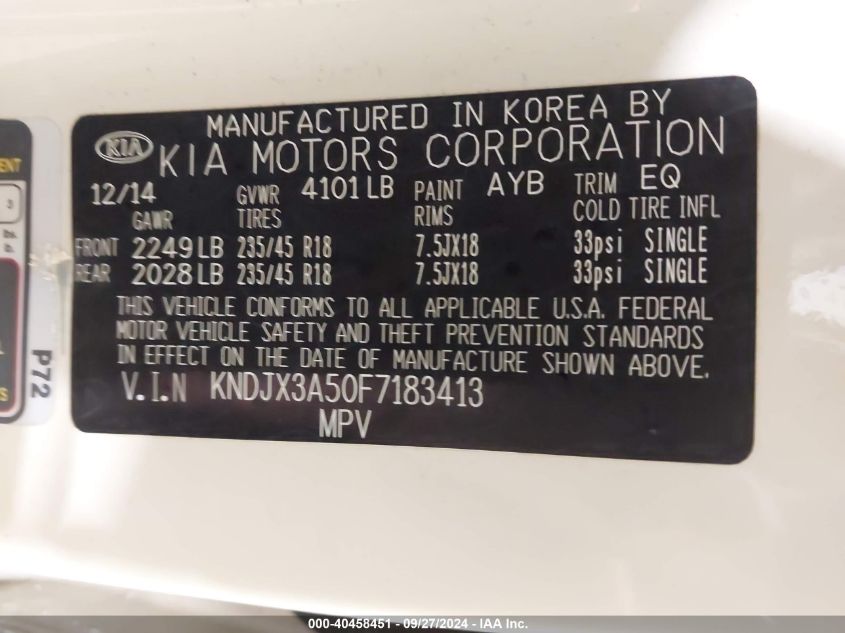 MANUFACTURED IN KOREA BY
KIA KIA MOTORS CORPORATION
12/14 GVWR 4101 LB PAINT AYB TRIM EQ
GAWR TIRES RIMS COLD TIRE INFL
FRONT 2249 LB 235/45 R18 7.5JX18 33psi SINGLE
REAR 2028 LB 235/45 R18 7.5JX18 33psi SINGLE
THIS VEHICLE CONFORMS TO ALL APPLICABLE U.S.A. FEDERAL
MOTOR VEHICLE SAFETY AND THEFT PREVENTION STANDARDS
IN EFFECT ON THE DATE OF MANUFACTURE SHOWN ABOVE.
V.I.N KNDJX3A50F7183413
MPV
ENT
3
lbs.
P72
000-40458451 - 09/27/2024 - IAA Inc.